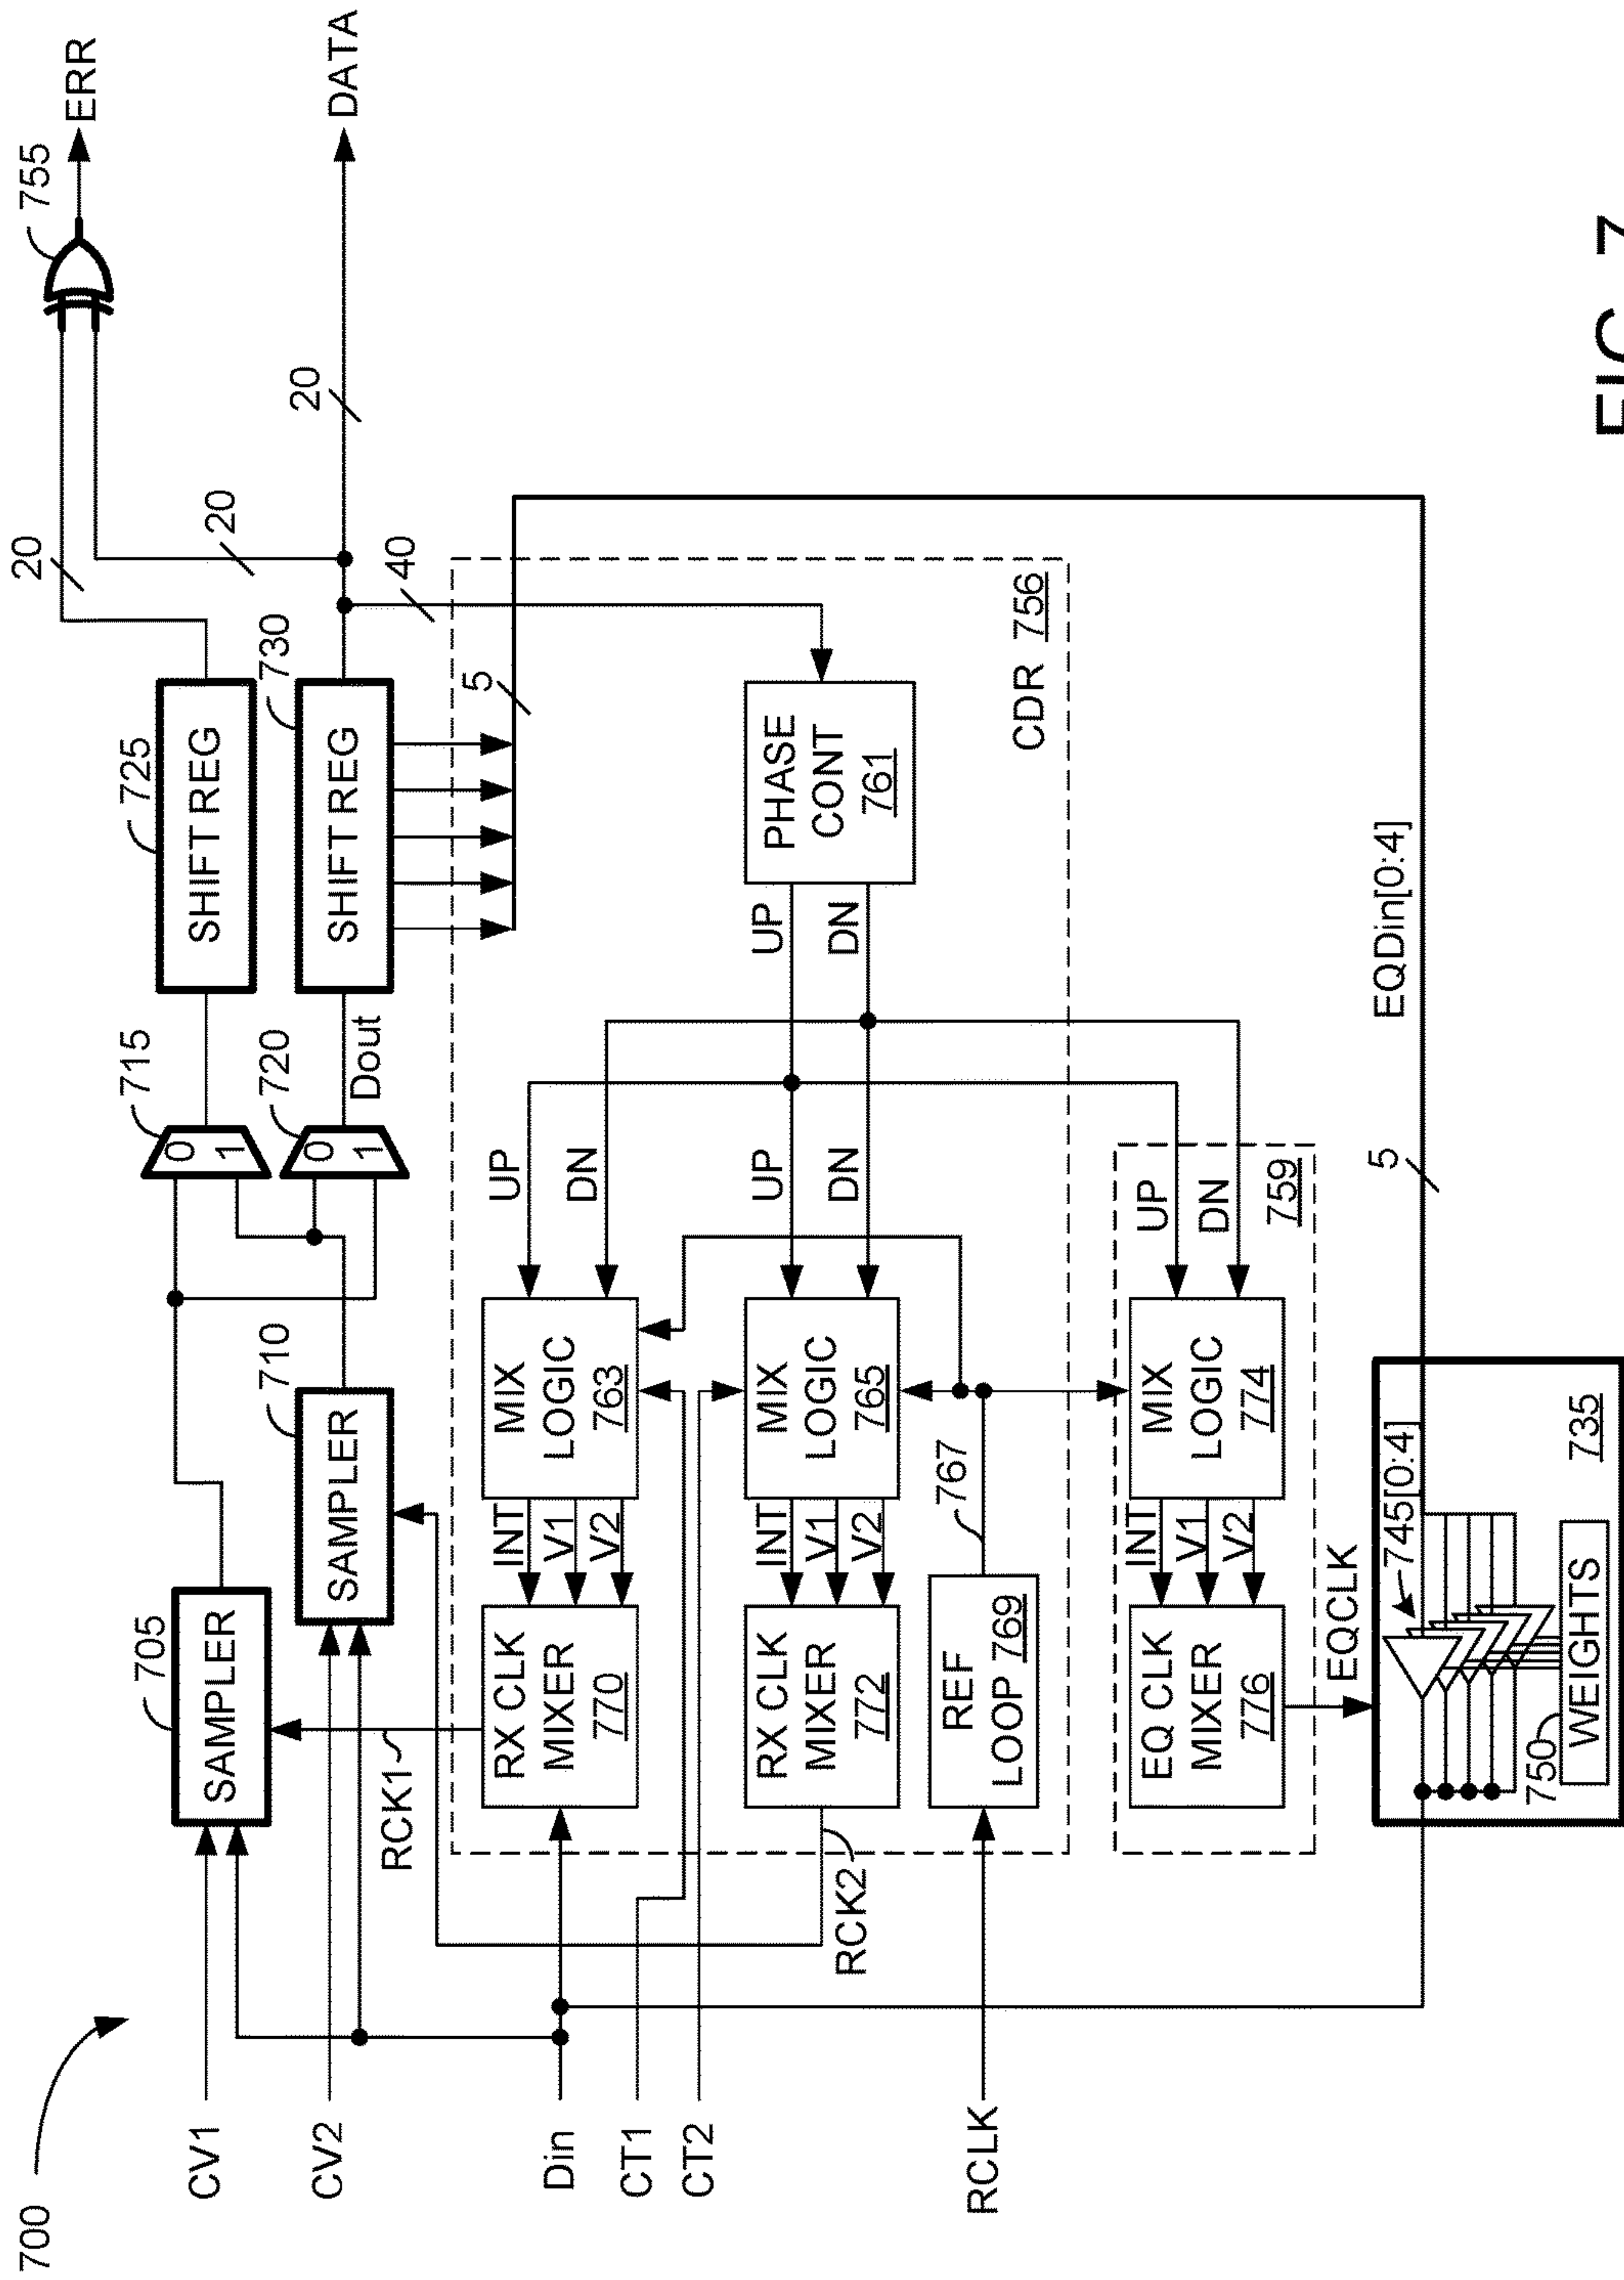 700
CV1
CV2
Din
CT1
CT2
RCLK
705
SAMPLER
710
SAMPLER
715
0
1
720
0
1
Dout
725
SHIFT REG
730
SHIFT REG
20
20
40
20
755
ERR
DATA
5
RCK1
RCK2
RX CLK
MIXER
770
INT
V1
V2
MIX
LOGIC
763
UP
DN
RX CLK
MIXER
772
INT
V1
V2
MIX
LOGIC
765
UP
DN
UP
DN
PHASE
CONT
761
CDR 756
REF
LOOP 769
767
EQ CLK
MIXER
776
INT
V1
V2
MIX
LOGIC
774
UP
DN
759
EQCLK
745[0:4]
735
750
WEIGHTS
5
EQDin[0:4]